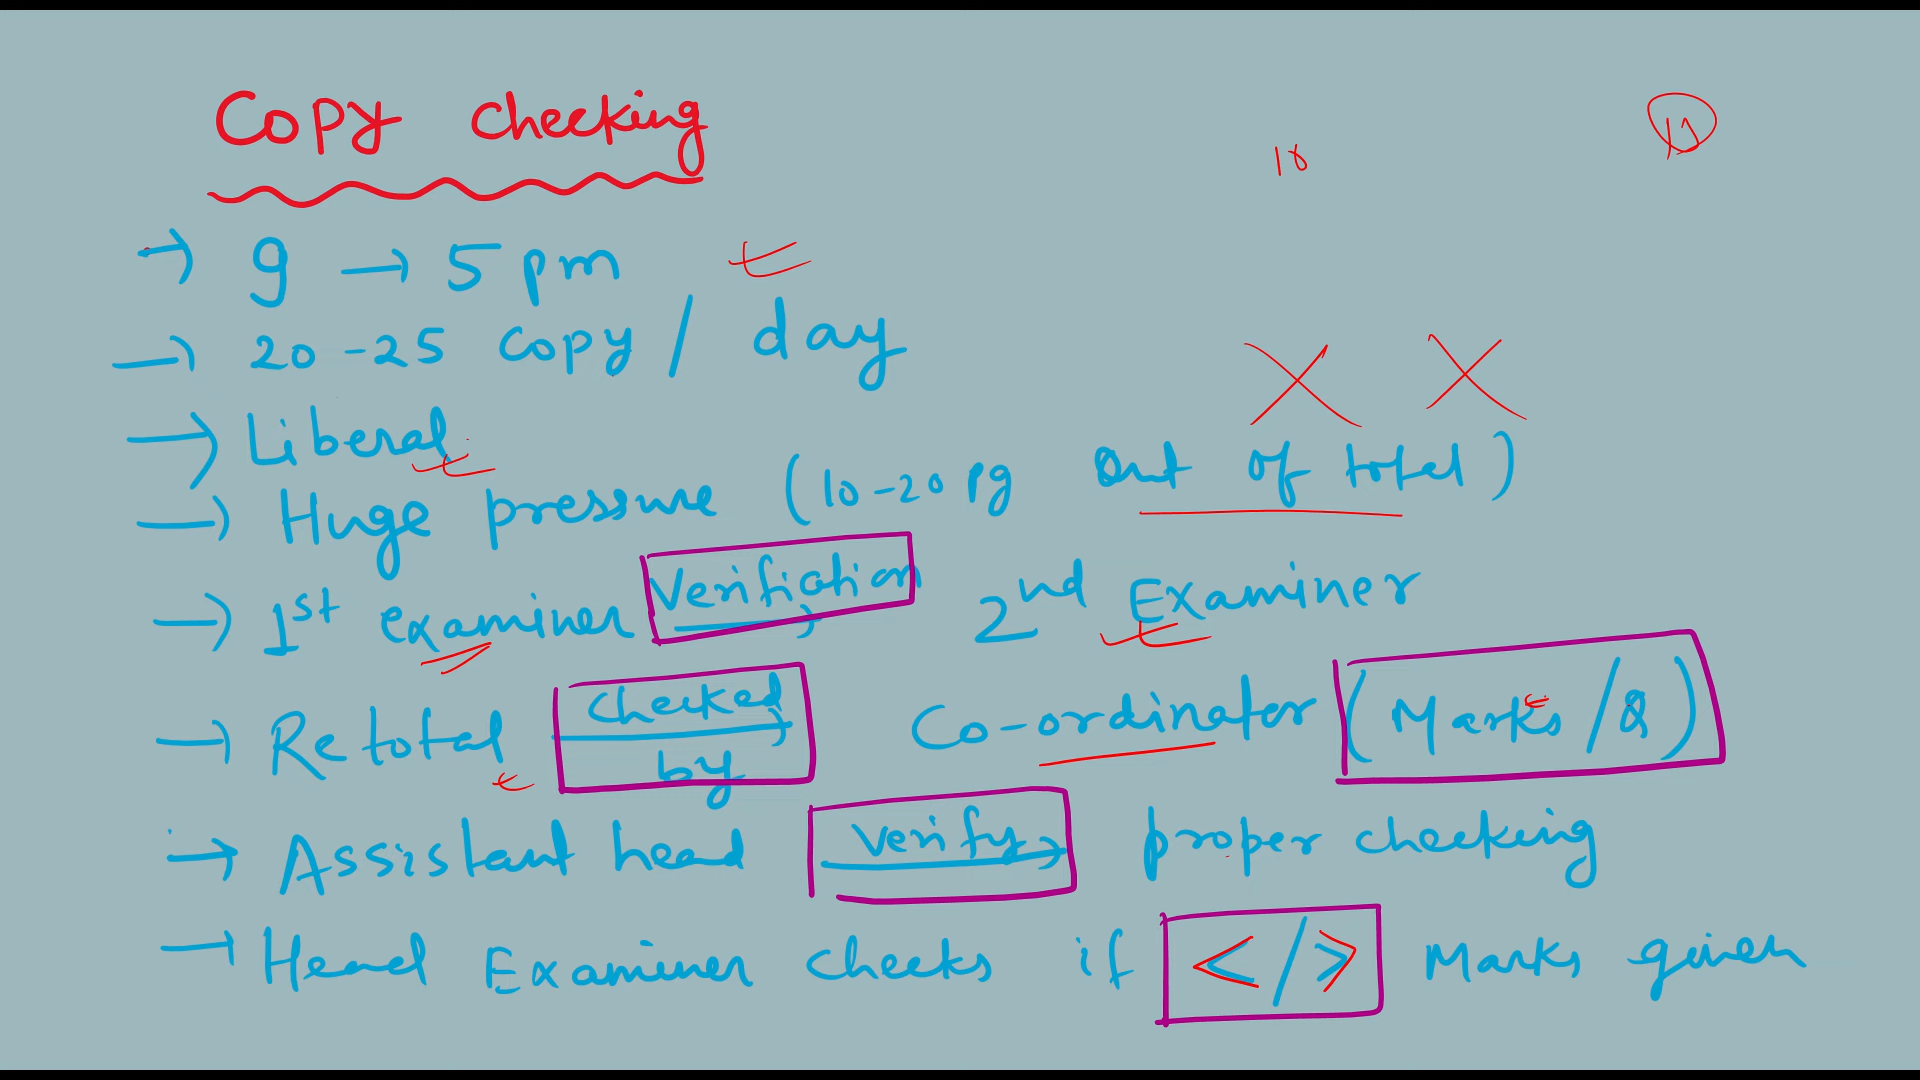 Copy checking
18
→ 9 → 5 pm
→ 20-25 copy / day
→ Liberal
→ Huge pressure (10-20 pg out of total)
→ 1st examiner Verifiction → 2nd Examiner
→ Retotal checked by → Co-ordinator (Marks / Q)
→ Assistant head verify → proper checking
→ Head Examiner checks if < / > Marks given